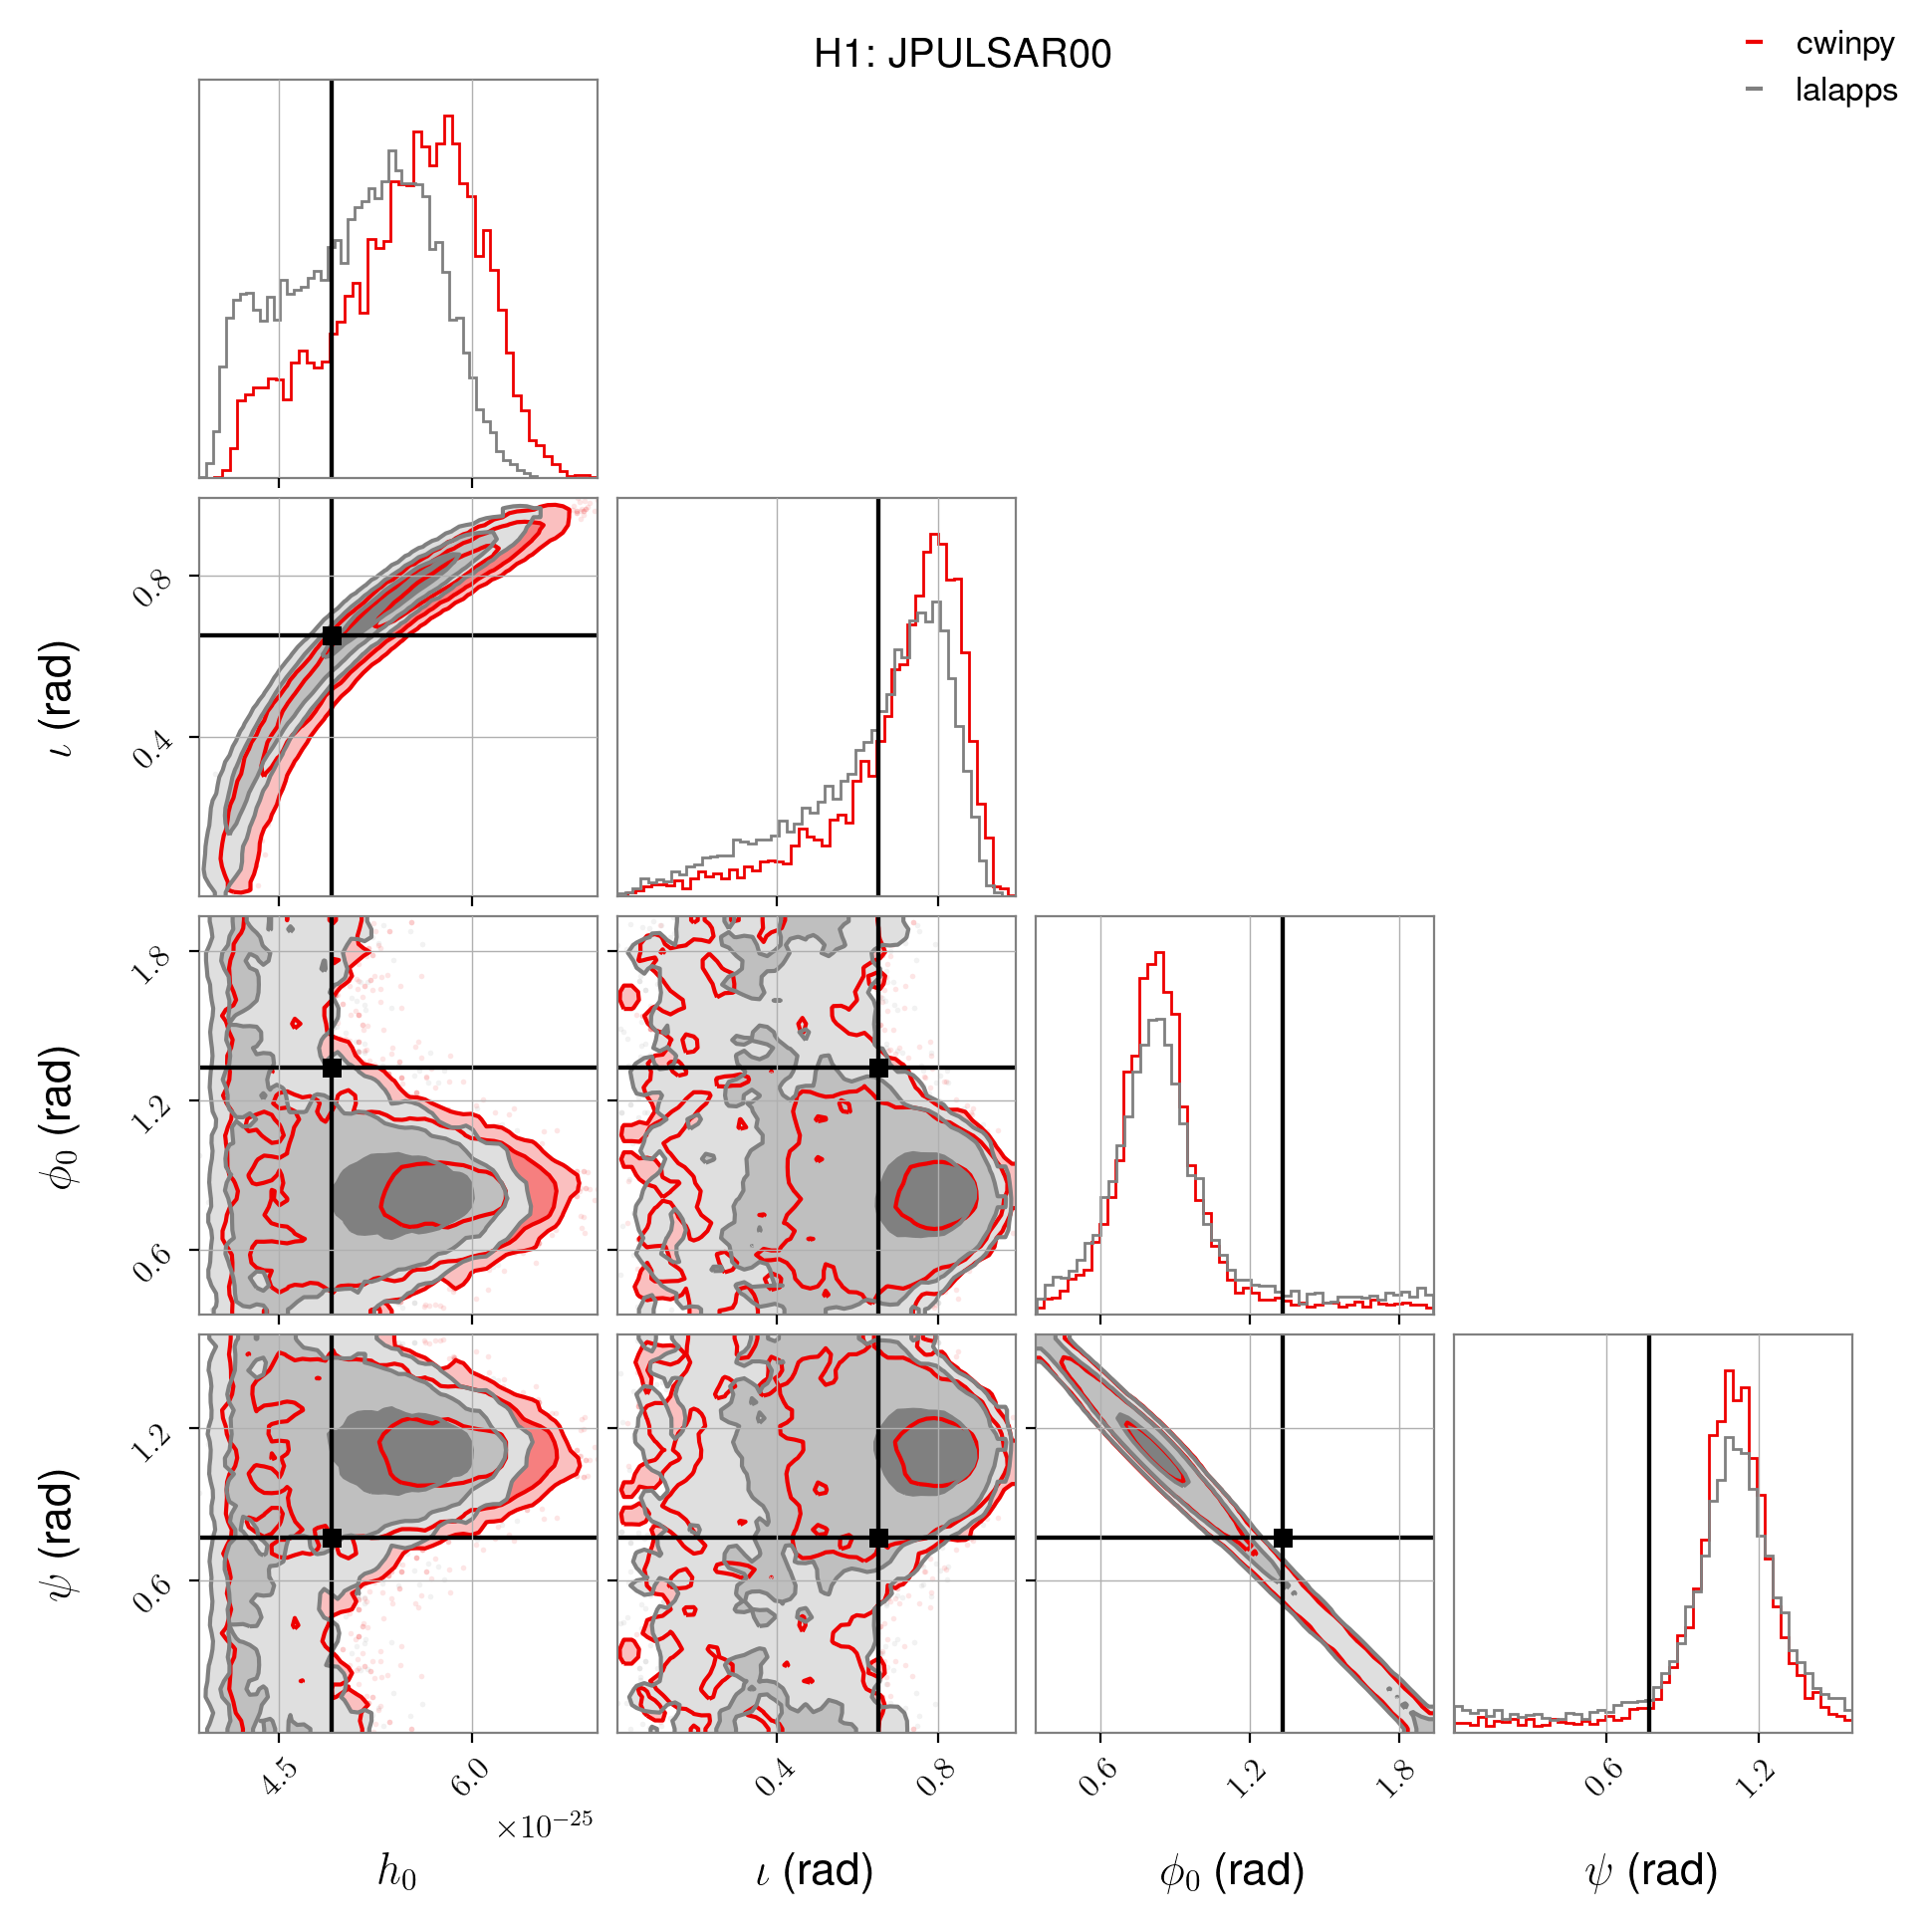 H1: JPULSAR00
cwinpy
lalapps
ι (rad)
0.8
0.4
ϕ₀ (rad)
1.8
1.2
0.6
ψ (rad)
1.2
0.6
4.5 6.0
×10⁻²⁵
0.4 0.8
0.6 1.2 1.8
0.6 1.2
h₀
ι (rad)
ϕ₀ (rad)
ψ (rad)